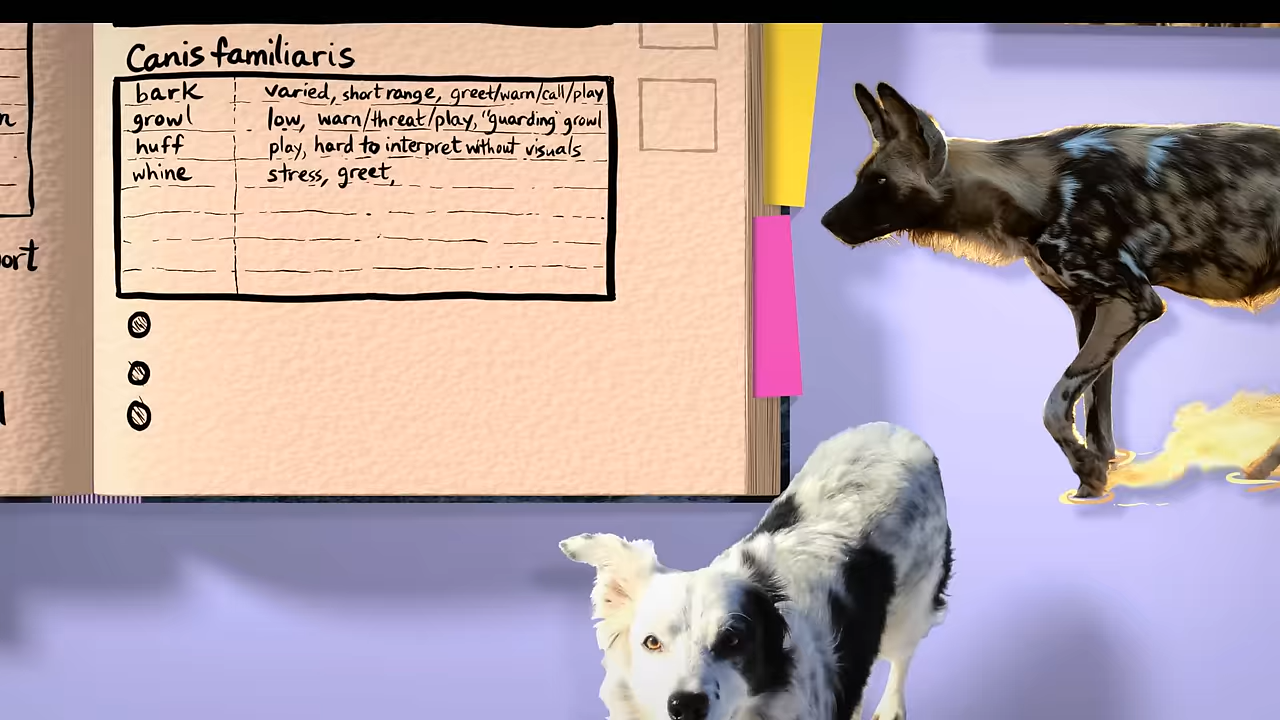 Canis familiaris
bark varied, short range, greet/warn/call/play
growl low, warn/threat/play, "guarding" growl
huff play, hard to interpret without visuals
whine stress, greet,
n
ort